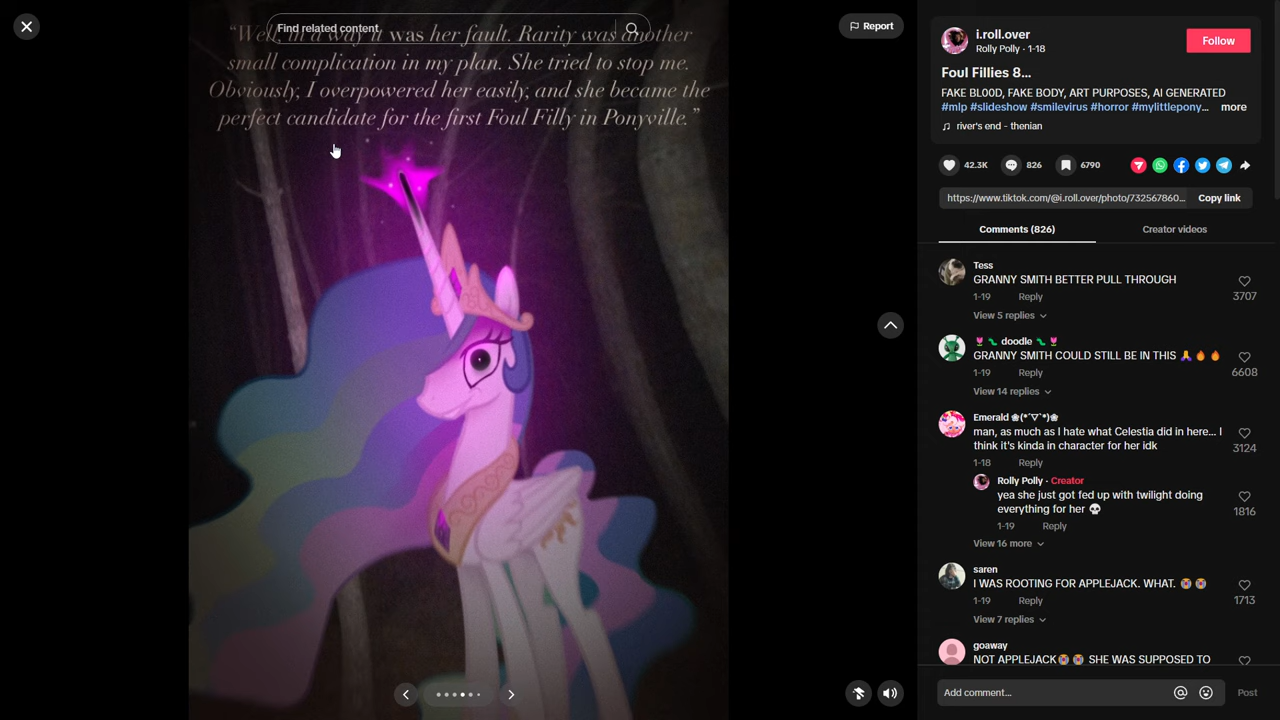 Find related content
Report
“Well, in a way it was her fault. Rarity was another
small complication in my plan. She tried to stop me.
Obviously, I overpowered her easily, and she became the
perfect candidate for the first Foul Filly in Ponyville.”
i.roll.over
Rolly Polly · 1-18
Follow
Foul Fillies 8...
FAKE BL00D, FAKE BODY, ART PURPOSES, AI GENERATED
#mlp #slideshow #smilevirus #horror #mylittlepony... more
river's end - thenian
42.3K 826 6790
https://www.tiktok.com/@i.roll.over/photo/732567860... Copy link
Comments (826) Creator videos
Tess
GRANNY SMITH BETTER PULL THROUGH
1-19 Reply 3707
View 5 replies
🌷 🐛 doodle 🐛 🌷
GRANNY SMITH COULD STILL BE IN THIS 🙏 🔥 🔥
1-19 Reply 6608
View 14 replies
Emerald ❀(*´▽`*)❀
man, as much as I hate what Celestia did in here... I
think it's kinda in character for her idk
3124
1-18 Reply
Rolly Polly · Creator
yea she just got fed up with twilight doing
everything for her 💀
1816
1-19 Reply
View 16 more
saren
I WAS ROOTING FOR APPLEJACK. WHAT. 😭 😭
1-19 Reply 1713
View 7 replies
goaway
NOT APPLEJACK😭 😭 SHE WAS SUPPOSED TO
Add comment... Post